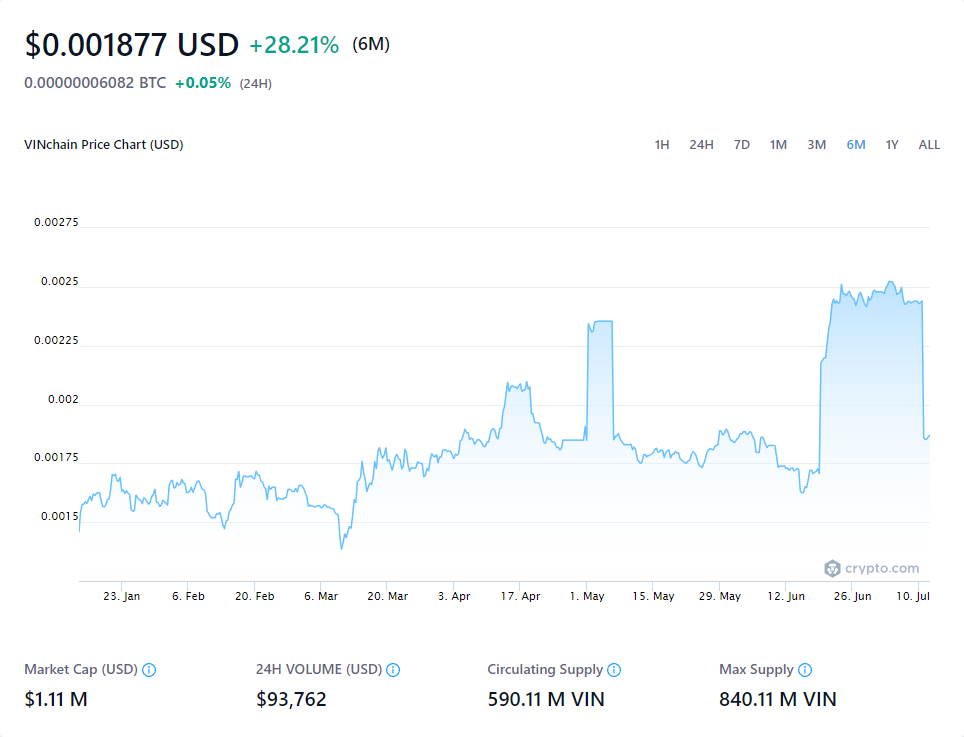 $0.001877 USD +28.21% (6M)
0.00000006082 BTC +0.05% (24H)
VINchain Price Chart (USD) 1H 24H 7D 1M 3M 6M 1Y ALL
0.00275
0.0025
0.00225
0.002
0.00175
0.0015
crypto.com
23. Jan 6. Feb 20. Feb 6. Mar 20. Mar 3. Apr 17. Apr 1. May 15. May 29. May 12. Jun 26. Jun 10. Jul
Market Cap (USD) 24H VOLUME (USD) Circulating Supply Max Supply
$1.11 M $93,762 590.11 M VIN 840.11 M VIN